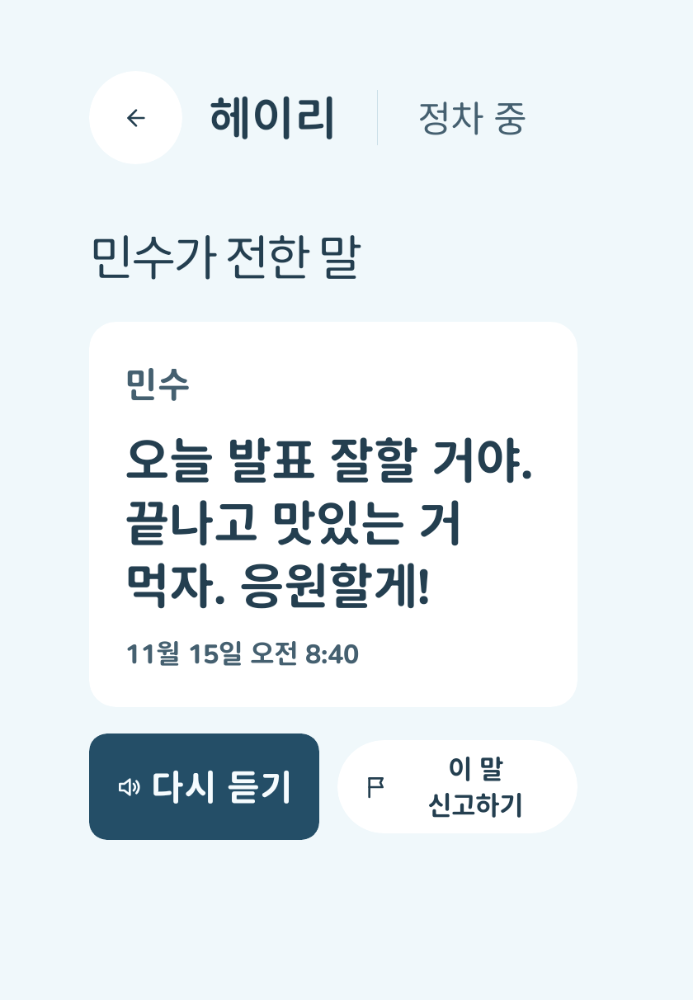 헤이리
정차 중
민수가 전한 말
민수
오늘 발표 잘할 거야.
끝나고 맛있는 거
먹자. 응원할게!
11월 15일 오전 8:40
다시 듣기
이 말
신고하기